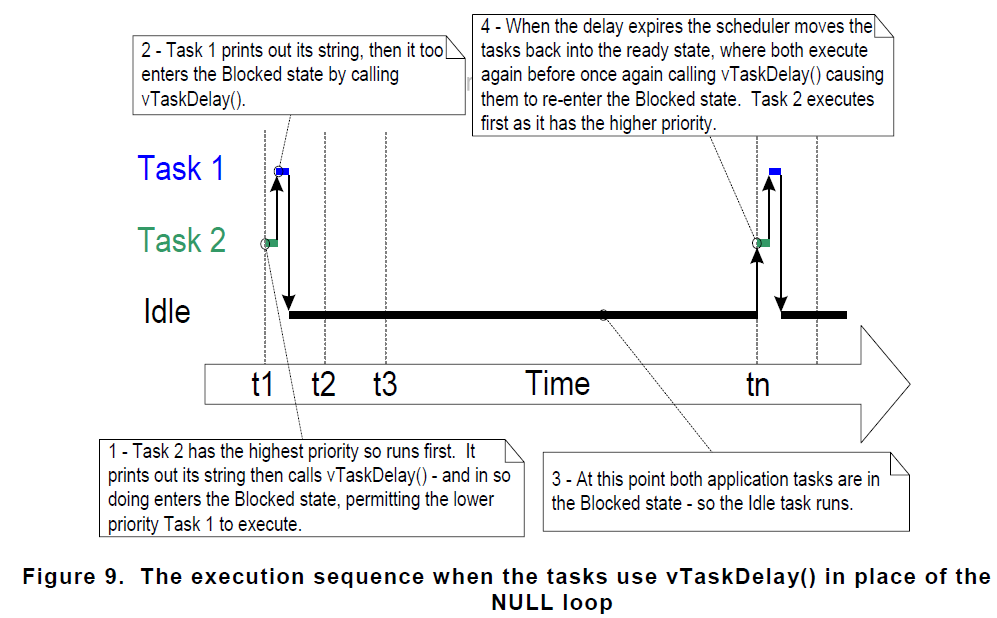 2 - Task 1 prints out its string, then it too
enters the Blocked state by calling
vTaskDelay().
4 - When the delay expires the scheduler moves the
tasks back into the ready state, where both execute
again before once again calling vTaskDelay() causing
them to re-enter the Blocked state. Task 2 executes
first as it has the higher priority.
Task 1
Task 2
Idle
t1 t2 t3 Time tn
1 - Task 2 has the highest priority so runs first. It
prints out its string then calls vTaskDelay() - and in so
doing enters the Blocked state, permitting the lower
priority Task 1 to execute.
3 - At this point both application tasks are in
the Blocked state - so the Idle task runs.
Figure 9. The execution sequence when the tasks use vTaskDelay() in place of the
NULL loop